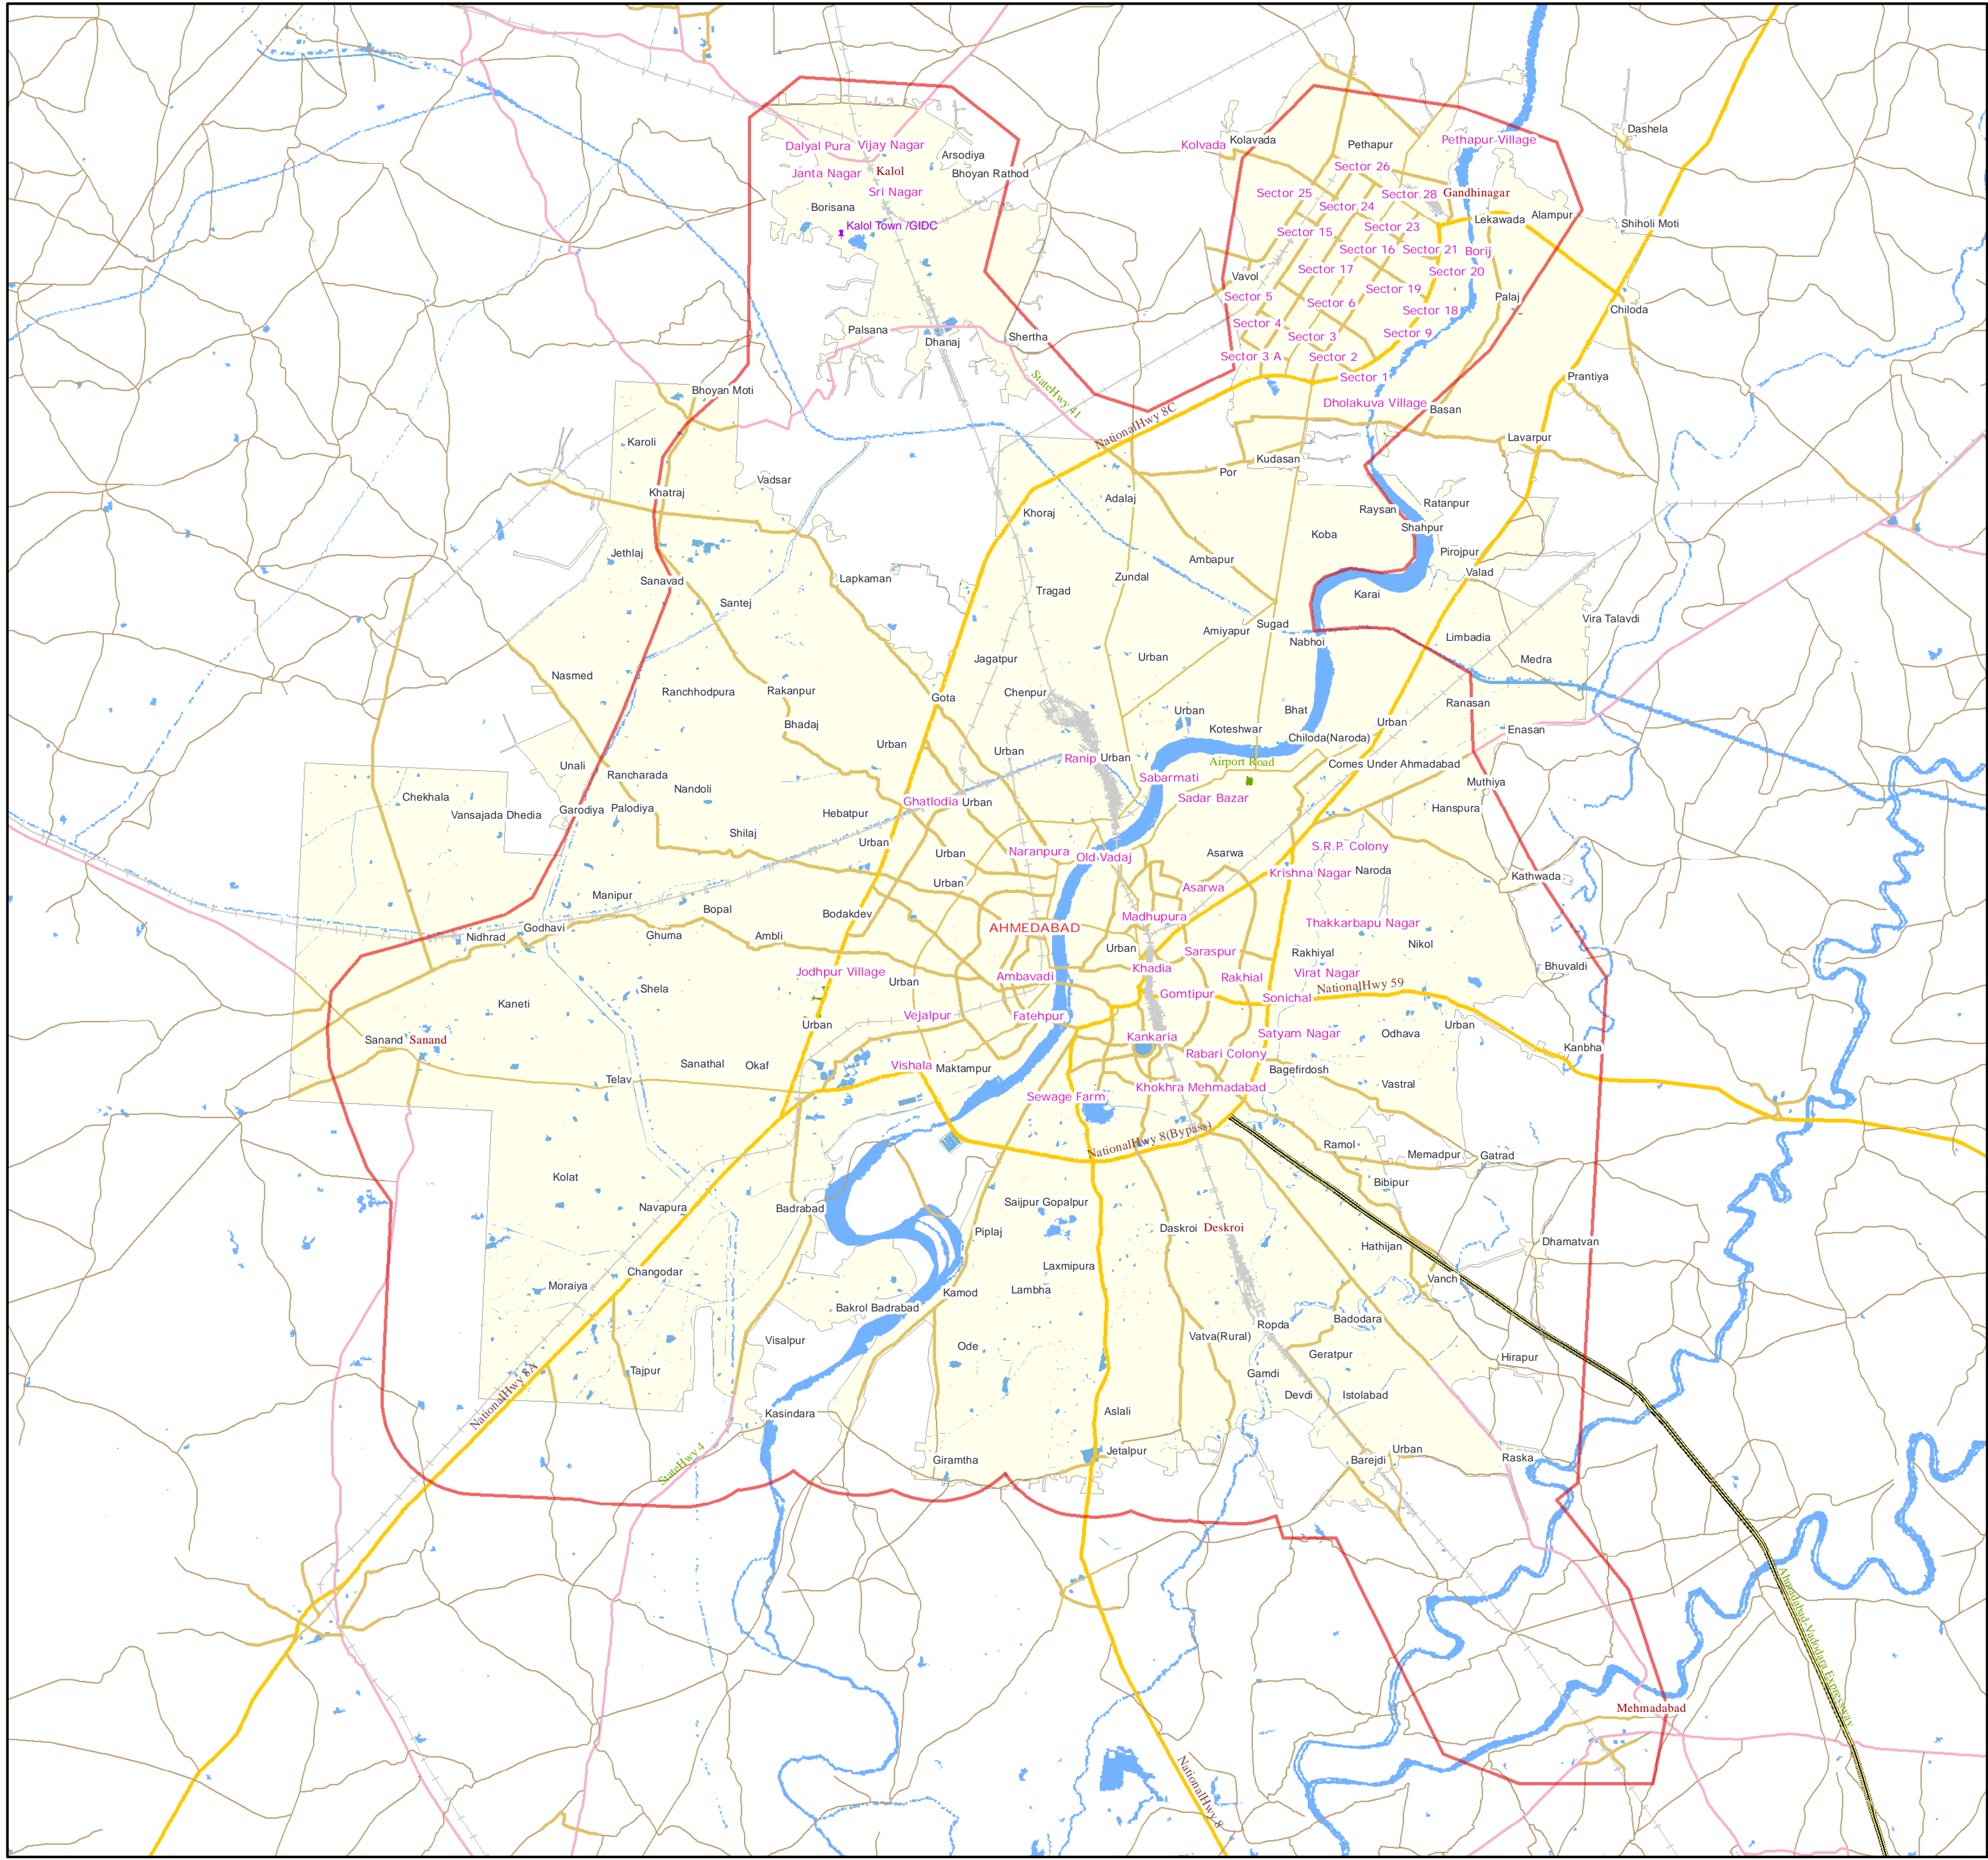 Dashela
Kolvada
Kolavada
Pethapur
Pethapur Village
Dalyal Pura
Vijay Nagar
Arsodiya
Janta Nagar
Kalol
Bhoyan Rathod
Sector 26
Sri Nagar
Sector 25
Sector 28
Gandhinagar
Borisana
Sector 24
Lekawada
Alampur
Kalol Town /GIDC
Sector 15
Sector 23
Shiholi Moti
Sector 16
Sector 21
Borij
Vavol
Sector 17
Sector 20
Sector 5
Sector 19
Palaj
Sector 6
Sector 18
Chiloda
Sector 4
Palsana
Dhanaj
Shertha
Sector 3
Sector 9
Sector 3 A
Sector 2
StateHwy 41
Sector 1
Prantiya
Bhoyan Moti
Dholakuva Village
Basan
NationalHwy 8C
Karoli
Lavarpur
Kudasan
Por
Vadsar
Khatraj
Adalaj
Khoraj
Raysan
Ratanpur
Shahpur
Koba
Jethlaj
Ambapur
Pirojpur
Sanavad
Lapkaman
Zundal
Valad
Tragad
Karai
Santej
Vira Talavdi
Amiyapur
Sugad
Nabhoi
Limbadia
Jagatpur
Urban
Medra
Nasmed
Ranchhodpura
Rakanpur
Chenpur
Gota
Ranasan
Bhadaj
Urban
Bhat
Urban
Koteshwar
Enasan
Urban
Urban
Chiloda(Naroda)
Ranip
Urban
Airport Road
Comes Under Ahmadabad
Unali
Rancharada
Sabarmati
Muthiya
Nandoli
Chekhala
Vansajada Dhedia
Garodiya
Palodiya
Hebatpur
Ghatlodia
Urban
Sadar Bazar
Hanspura
Shilaj
Urban
Urban
Naranpura
Old Vadaj
Asarwa
S.R.P. Colony
Krishna Nagar
Naroda
Kathwada
Urban
Asarwa
Manipur
Bopal
Bodakdev
Madhupura
Thakkarbapu Nagar
Godhavi
AHMEDABAD
Nidhrad
Ghuma
Ambli
Urban
Saraspur
Rakhiyal
Nikol
Jodhpur Village
Ambavadi
Khadia
Rakhial
Virat Nagar
Bhuvaldi
Urban
Shela
Gomtipur
Sonichal
NationalHwy 59
Kaneti
Vejalpur
Fatehpur
Urban
Urban
Sanand
Sanand
Kankaria
Satyam Nagar
Odhava
Kanbha
Rabari Colony
Sanathal
Okaf
Vishala
Maktampur
Bagefirdosh
Telav
Khokhra Mehmadabad
Vastral
Sewage Farm
NationalHwy 8(Bypass)
Ramol
Memadpur
Gatrad
Kolat
Bibipur
Navapura
Badrabad
Saijpur Gopalpur
Piplaj
Daskroi
Deskroi
Hathijan
Dhamatvan
Changodar
Laxmipura
Moraiya
Lambha
Kamod
Vanch
Bakrol Badrabad
Ropda
Badodara
Visalpur
Ode
Vatva(Rural)
Geratpur
Hirapur
Tajpur
Gamdi
NationalHwy 8A
Devdi
Istolabad
Kasindara
Aslali
StateHwy 4
Giramtha
Jetalpur
Barejdi
Urban
Raska
Ahmadabad Vadodara Expressway
Mehmadabad
NationalHwy 8